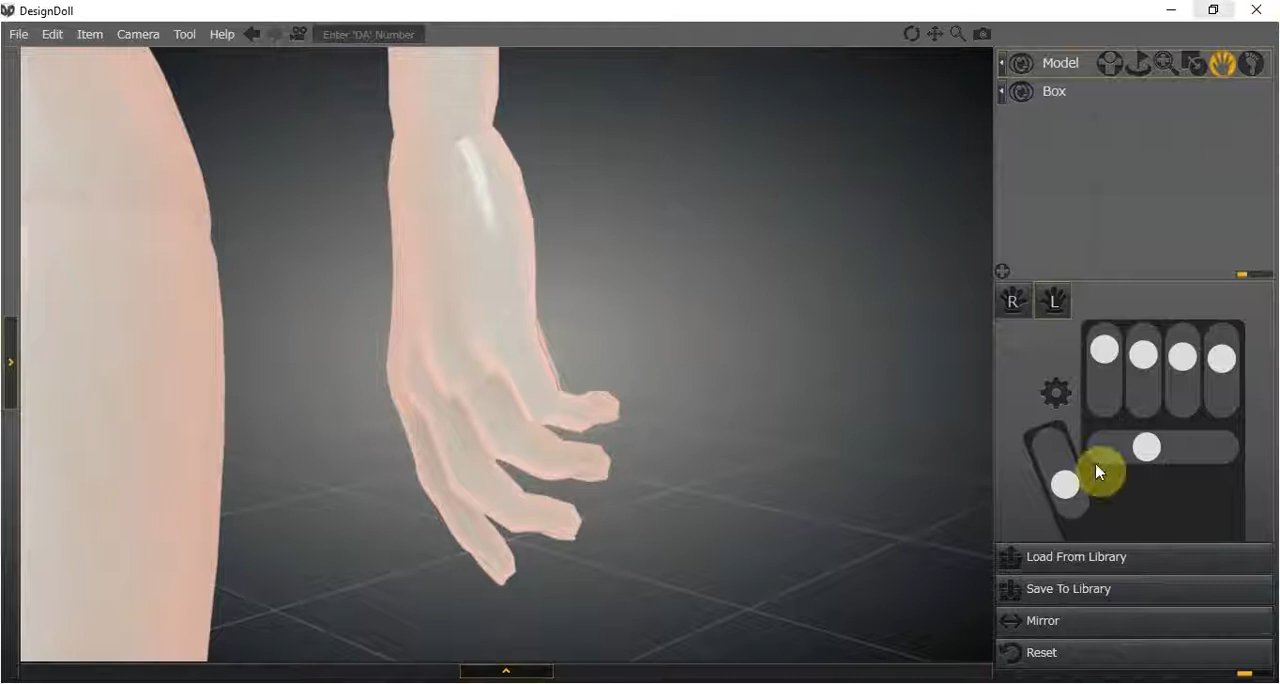 DesignDoll
File Edit Item Camera Tool Help Enter 'DA' Number
Model
Box
R L
Load From Library
Save To Library
Mirror
Reset